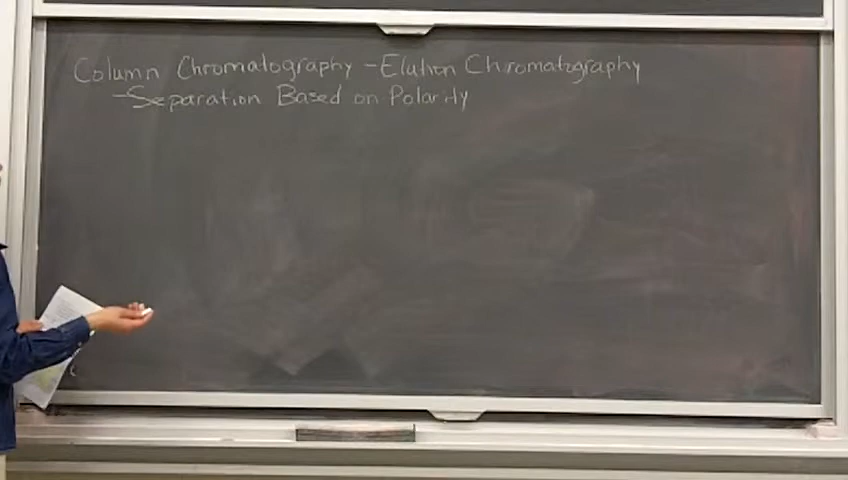 Column Chromatography - Elution Chromatography
- Separation Based on Polarity